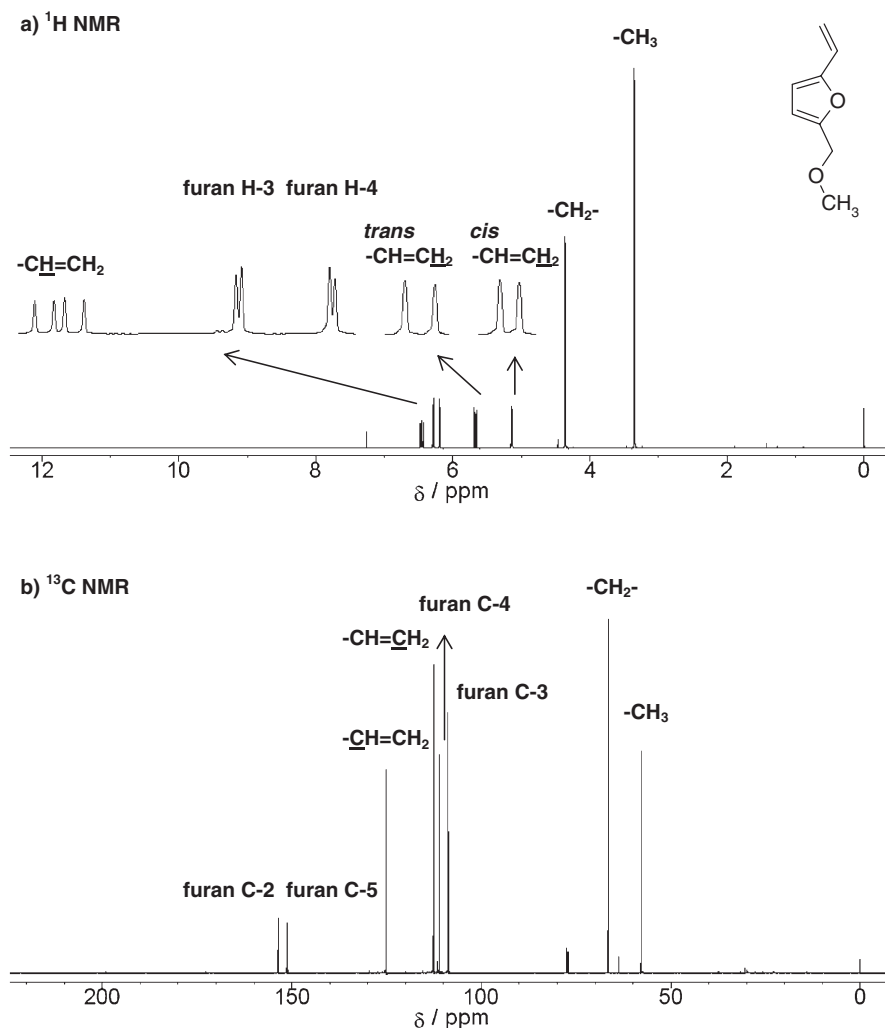 a) ¹H NMR
-CH₃
O
O
CH₃
furan H-3 furan H-4
-CH₂-
trans
cis
-CH=CH₂
-CH=CH₂
-CH=CH₂
12 10 8 6 4 2 0
δ / ppm
b) ¹³C NMR
-CH₂-
furan C-4
-CH=CH₂
furan C-3
-CH₃
-CH=CH₂
furan C-2 furan C-5
200 150 100 50 0
δ / ppm